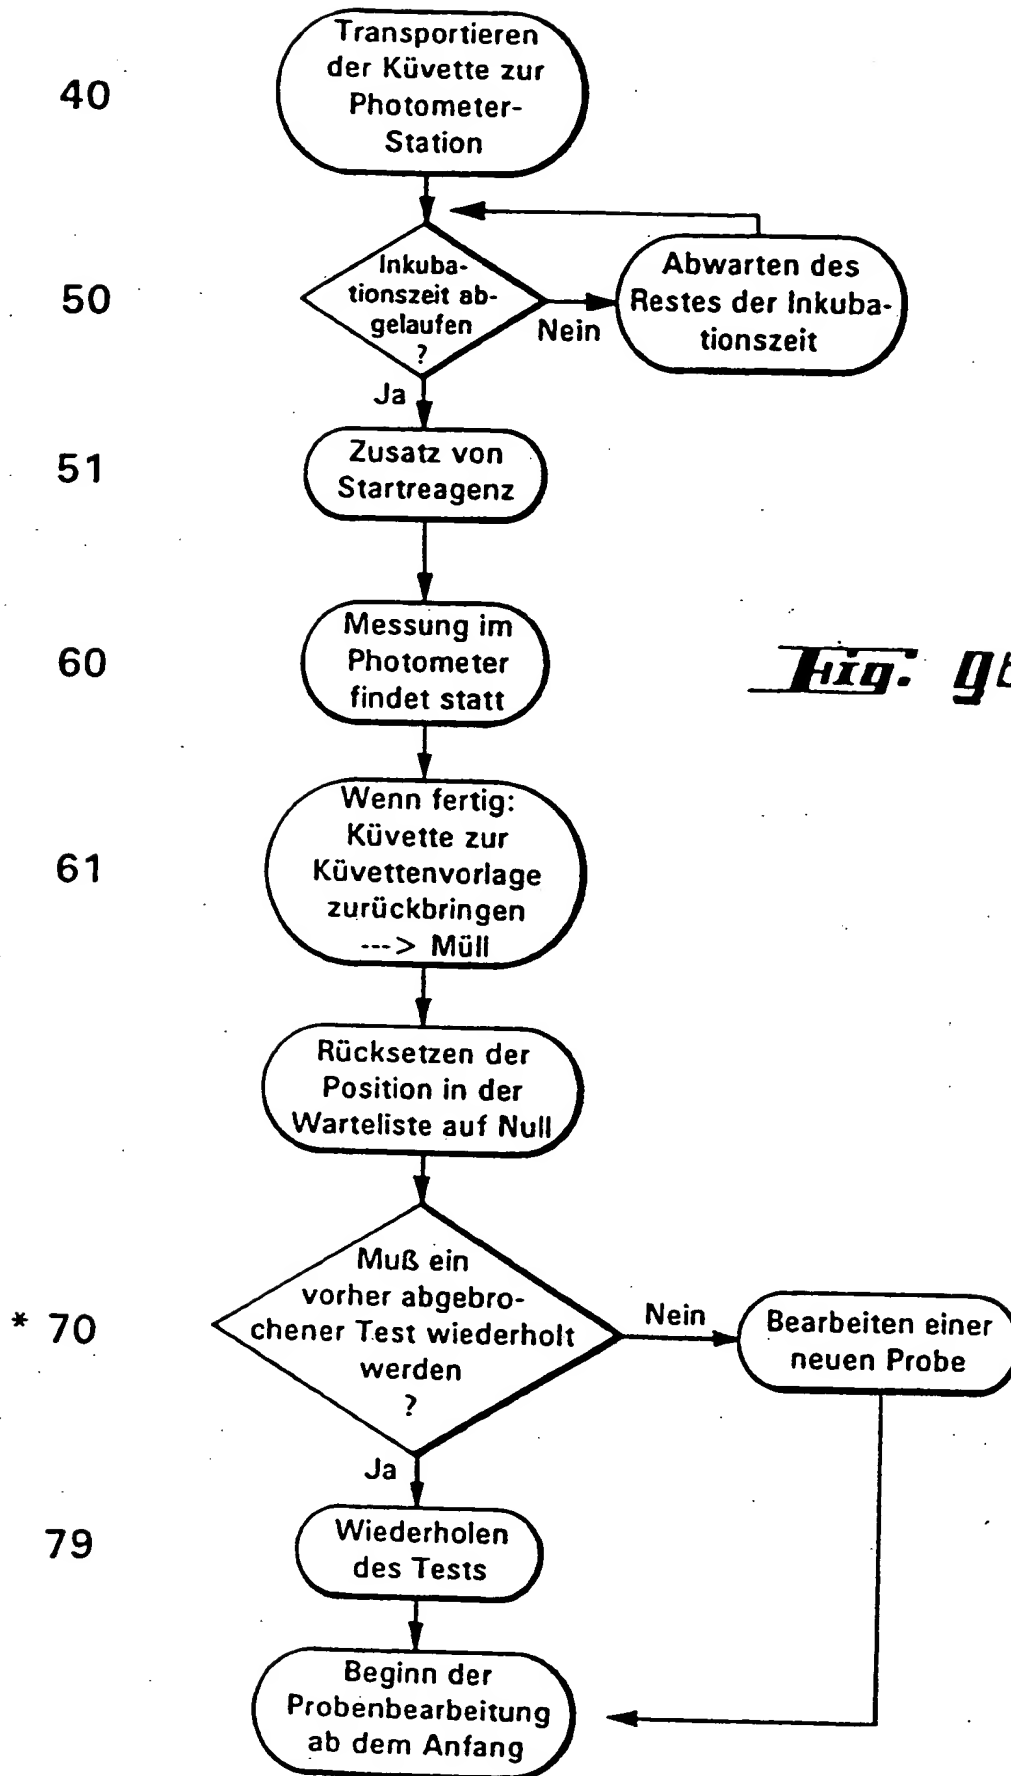 Transportieren
der Küvette zur
Photometer-
Station
40
Inkuba-
tionszeit ab-
gelaufen
?
50
Nein
Abwarten des
Restes der Inkuba-
tionszeit
Ja
51
Zusatz von
Startreagenz
60
Messung im
Photometer
findet statt
Fig. 9b
61
Wenn fertig:
Küvette zur
Küvettenvorlage
zurückbringen
---> Müll
Rücksetzen der
Position in der
Warteliste auf Null
* 70
Muß ein
vorher abgebro-
chener Test wiederholt
werden
?
Nein
Bearbeiten einer
neuen Probe
Ja
79
Wiederholen
des Tests
Beginn der
Probenbearbeitung
ab dem Anfang